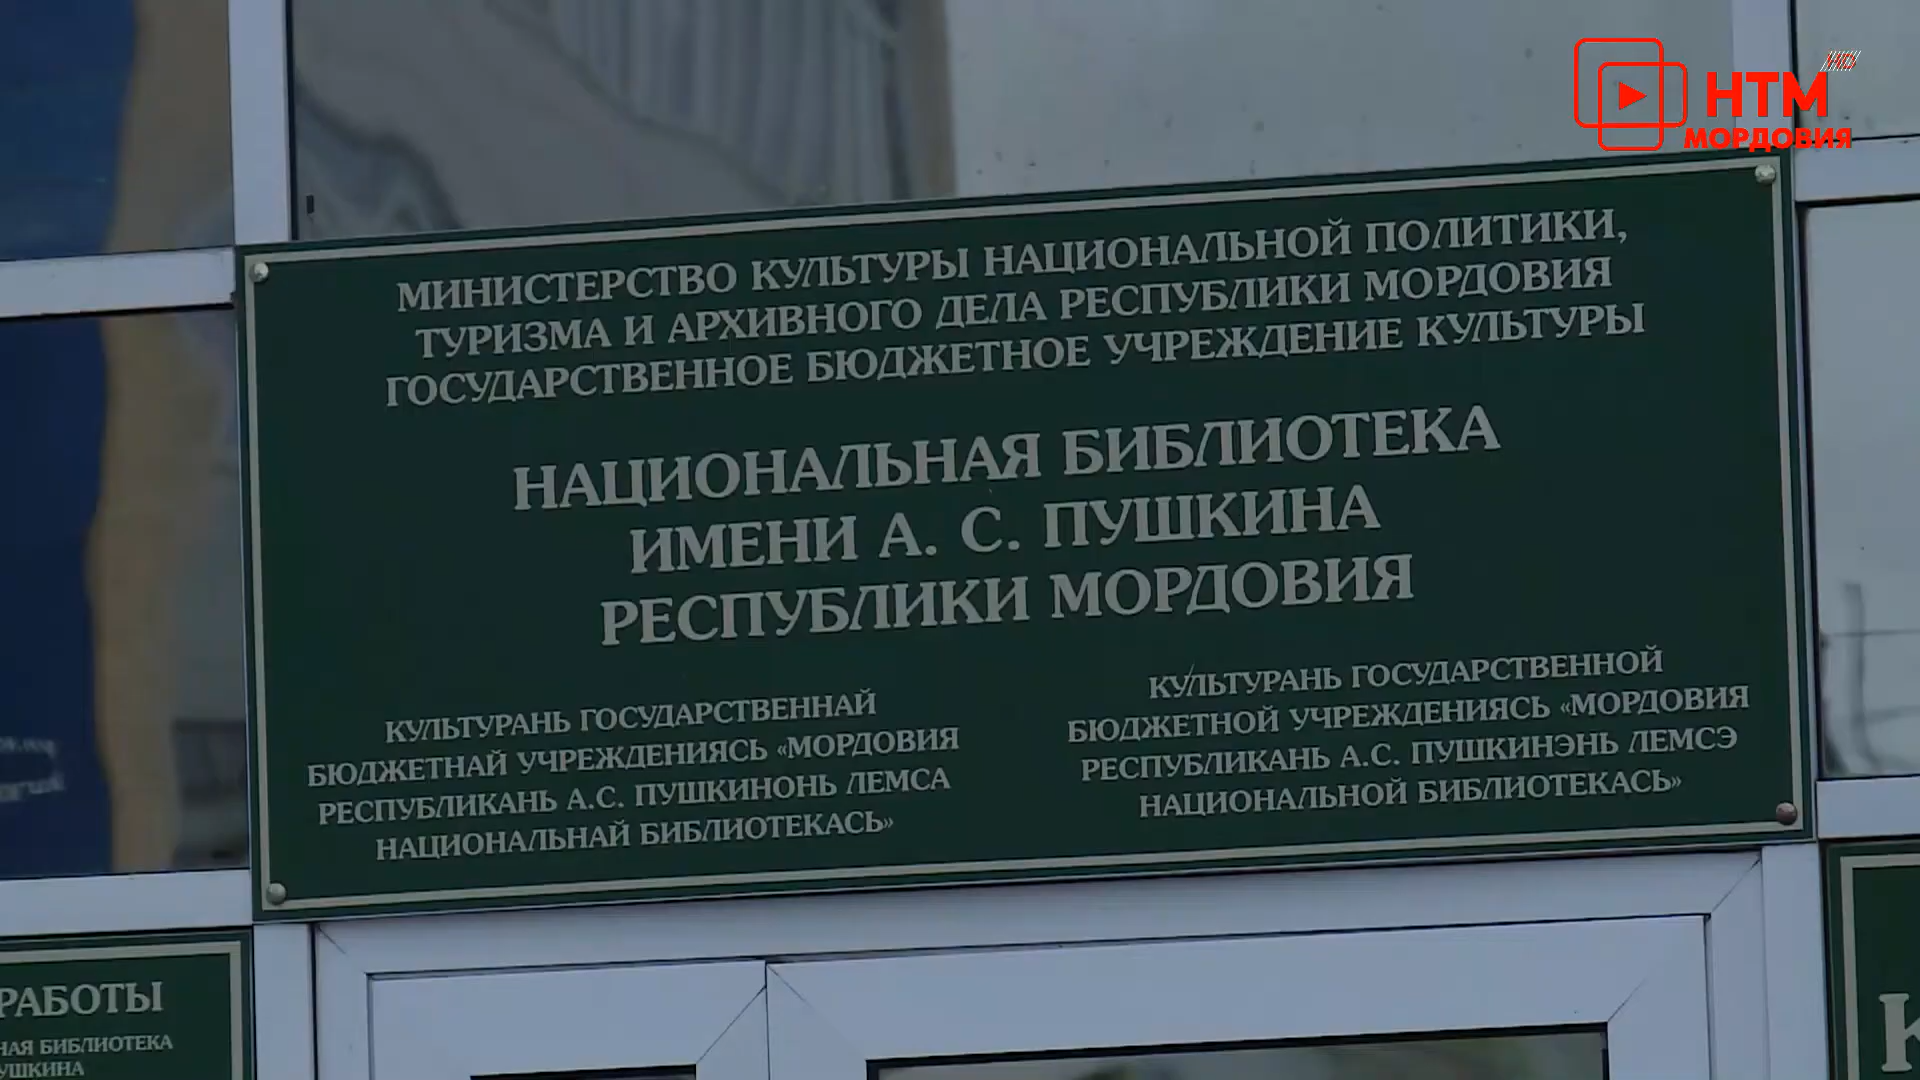 НТМ HD
МОРДОВИЯ
МИНИСТЕРСТВО КУЛЬТУРЫ НАЦИОНАЛЬНОЙ ПОЛИТИКИ,
ТУРИЗМА И АРХИВНОГО ДЕЛА РЕСПУБЛИКИ МОРДОВИЯ
ГОСУДАРСТВЕННОЕ БЮДЖЕТНОЕ УЧРЕЖДЕНИЕ КУЛЬТУРЫ
НАЦИОНАЛЬНАЯ БИБЛИОТЕКА
ИМЕНИ А. С. ПУШКИНА
РЕСПУБЛИКИ МОРДОВИЯ
КУЛЬТУРАНЬ ГОСУДАРСТВЕННАЙ
БЮДЖЕТНАЙ УЧРЕЖДЕНИЯСЬ «МОРДОВИЯ
РЕСПУБЛИКАНЬ А.С. ПУШКИНОНЬ ЛЕМСА
НАЦИОНАЛЬНАЙ БИБЛИОТЕКАСЬ»
КУЛЬТУРАНЬ ГОСУДАРСТВЕННОЙ
БЮДЖЕТНОЙ УЧРЕЖДЕНИЯСЬ «МОРДОВИЯ
РЕСПУБЛИКАНЬ А.С. ПУШКИНЭНЬ ЛЕМСЭ
НАЦИОНАЛЬНОЙ БИБЛИОТЕКАСЬ»
РАБОТЫ
НАЯ БИБЛИОТЕКА
УШКИНА
К